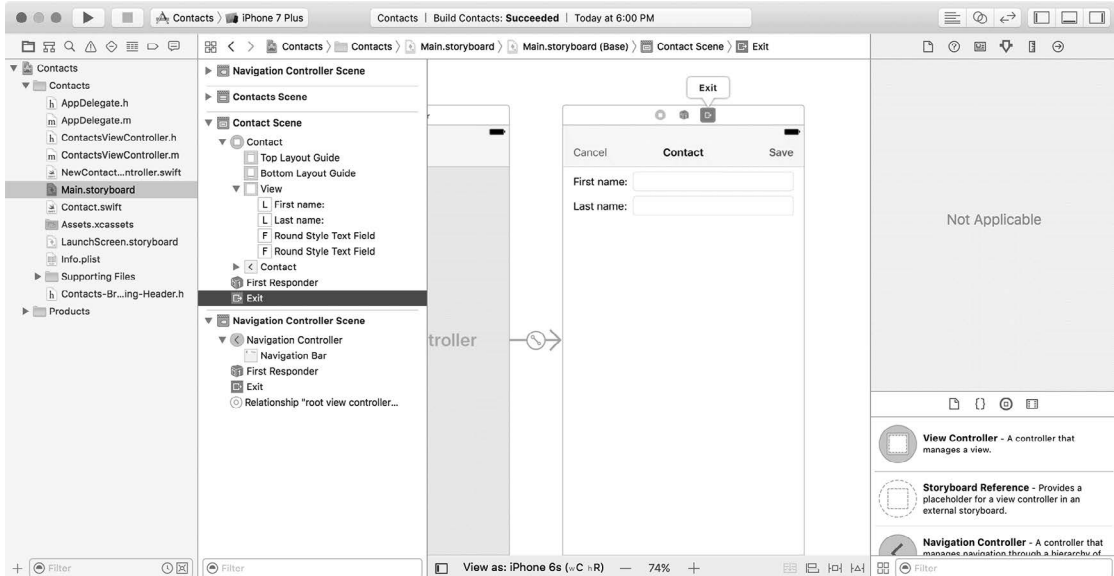 Contacts
iPhone 7 Plus
Contacts | Build Contacts: Succeeded | Today at 6:00 PM
Contacts
Contacts
Main.storyboard
Main.storyboard (Base)
Contact Scene
Exit
Contacts
Contacts
h AppDelegate.h
m AppDelegate.m
h ContactsViewController.h
m ContactsViewController.m
NewContact...ntroller.swift
Main.storyboard
Contact.swift
Assets.xcassets
LaunchScreen.storyboard
Info.plist
Supporting Files
h Contacts-Br...ing-Header.h
Products
Filter
Navigation Controller Scene
Contacts Scene
Contact Scene
Contact
Top Layout Guide
Bottom Layout Guide
View
L First name:
L Last name:
F Round Style Text Field
F Round Style Text Field
Contact
First Responder
Exit
Navigation Controller Scene
Navigation Controller
Navigation Bar
First Responder
Exit
Relationship "root view controller...
Filter
troller
Exit
Cancel
Contact
Save
First name:
Last name:
View as: iPhone 6s (wC hR)
— 74% +
Not Applicable
{}
View Controller - A controller that
manages a view.
Storyboard Reference - Provides a
placeholder for a view controller in an
external storyboard.
Navigation Controller - A controller that
manages navigation through a hierarchy of
Filter